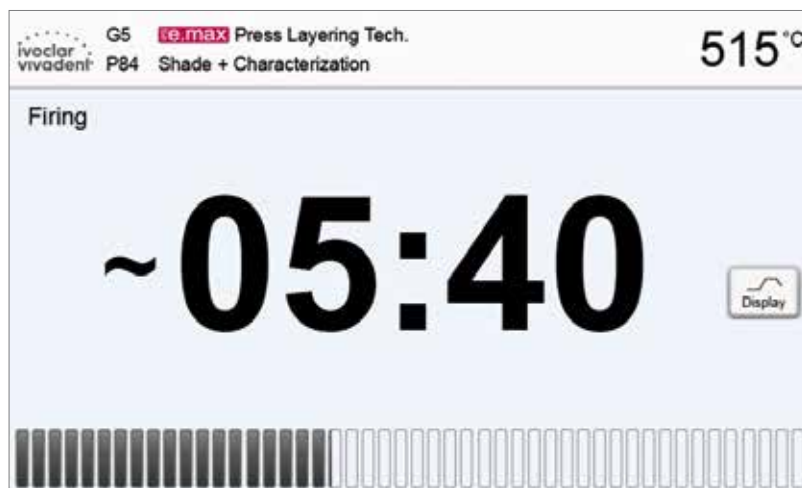 ivoclar vivadent
G5 e.max Press Layering Tech.
P84 Shade + Characterization
515 °C
Firing
~05:40
Display